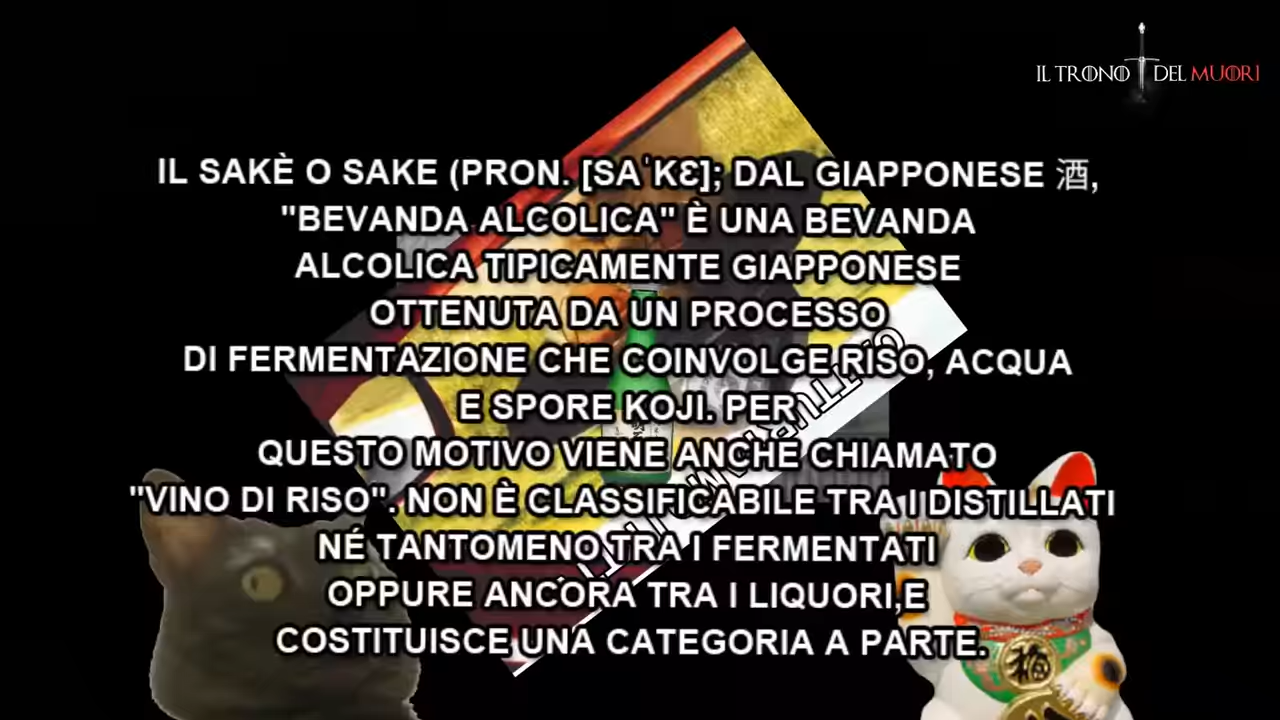 IL TRONO DEL MUORI
IL SAKÈ O SAKE (PRON. [SAˈKƐ]; DAL GIAPPONESE 酒,
"BEVANDA ALCOLICA" È UNA BEVANDA
ALCOLICA TIPICAMENTE GIAPPONESE
OTTENUTA DA UN PROCESSO
DI FERMENTAZIONE CHE COINVOLGE RISO, ACQUA
E SPORE KOJI. PER
QUESTO MOTIVO VIENE ANCHE CHIAMATO
"VINO DI RISO". NON È CLASSIFICABILE TRA I DISTILLATI
NÉ TANTOMENO TRA I FERMENTATI
OPPURE ANCORA TRA I LIQUORI,E
COSTITUISCE UNA CATEGORIA A PARTE.